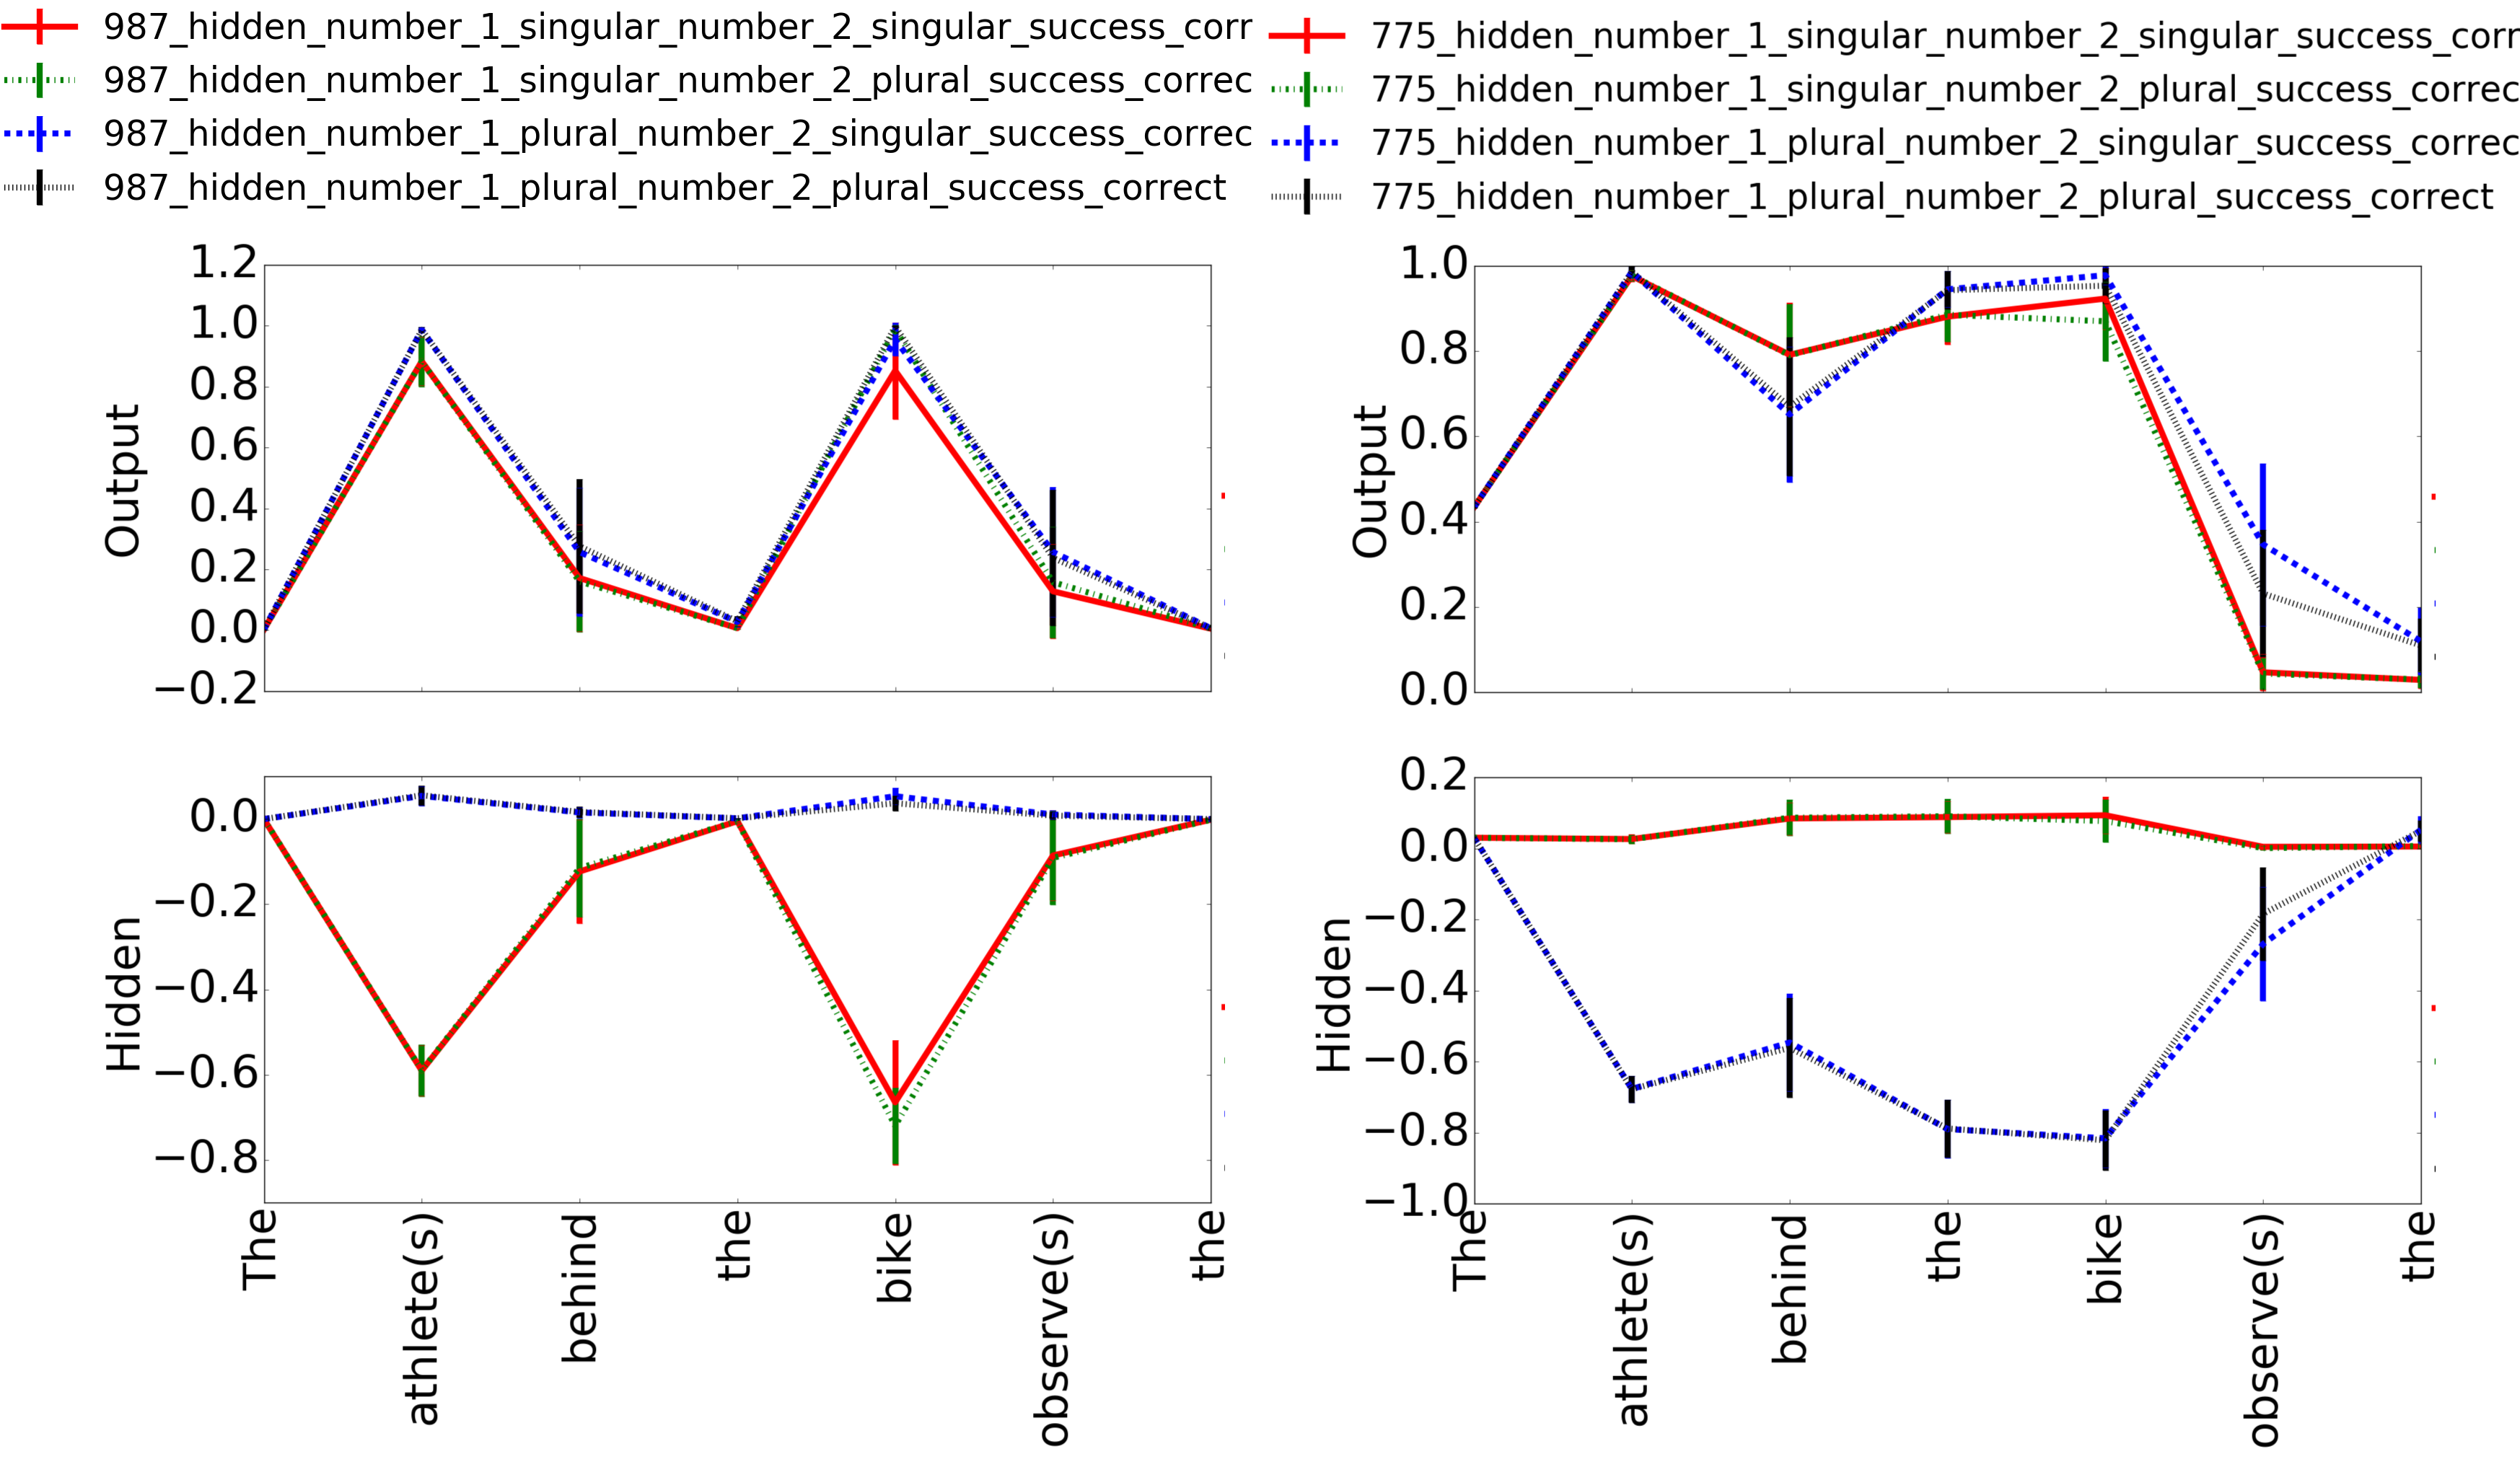 987_hidden_number_1_singular_number_2_singular_success_corr
987_hidden_number_1_singular_number_2_plural_success_correc
987_hidden_number_1_plural_number_2_singular_success_correc
987_hidden_number_1_plural_number_2_plural_success_correct
775_hidden_number_1_singular_number_2_singular_success_corr
775_hidden_number_1_singular_number_2_plural_success_correc
775_hidden_number_1_plural_number_2_singular_success_correc
775_hidden_number_1_plural_number_2_plural_success_correct
Output
1.2
1.0
0.8
0.6
0.4
0.2
0.0
−0.2
Output
1.0
0.8
0.6
0.4
0.2
0.0
Hidden
0.0
−0.2
−0.4
−0.6
−0.8
The
athlete(s)
behind
the
bike
observe(s)
the
Hidden
0.2
0.0
−0.2
−0.4
−0.6
−0.8
−1.0
The
athlete(s)
behind
the
bike
observe(s)
the